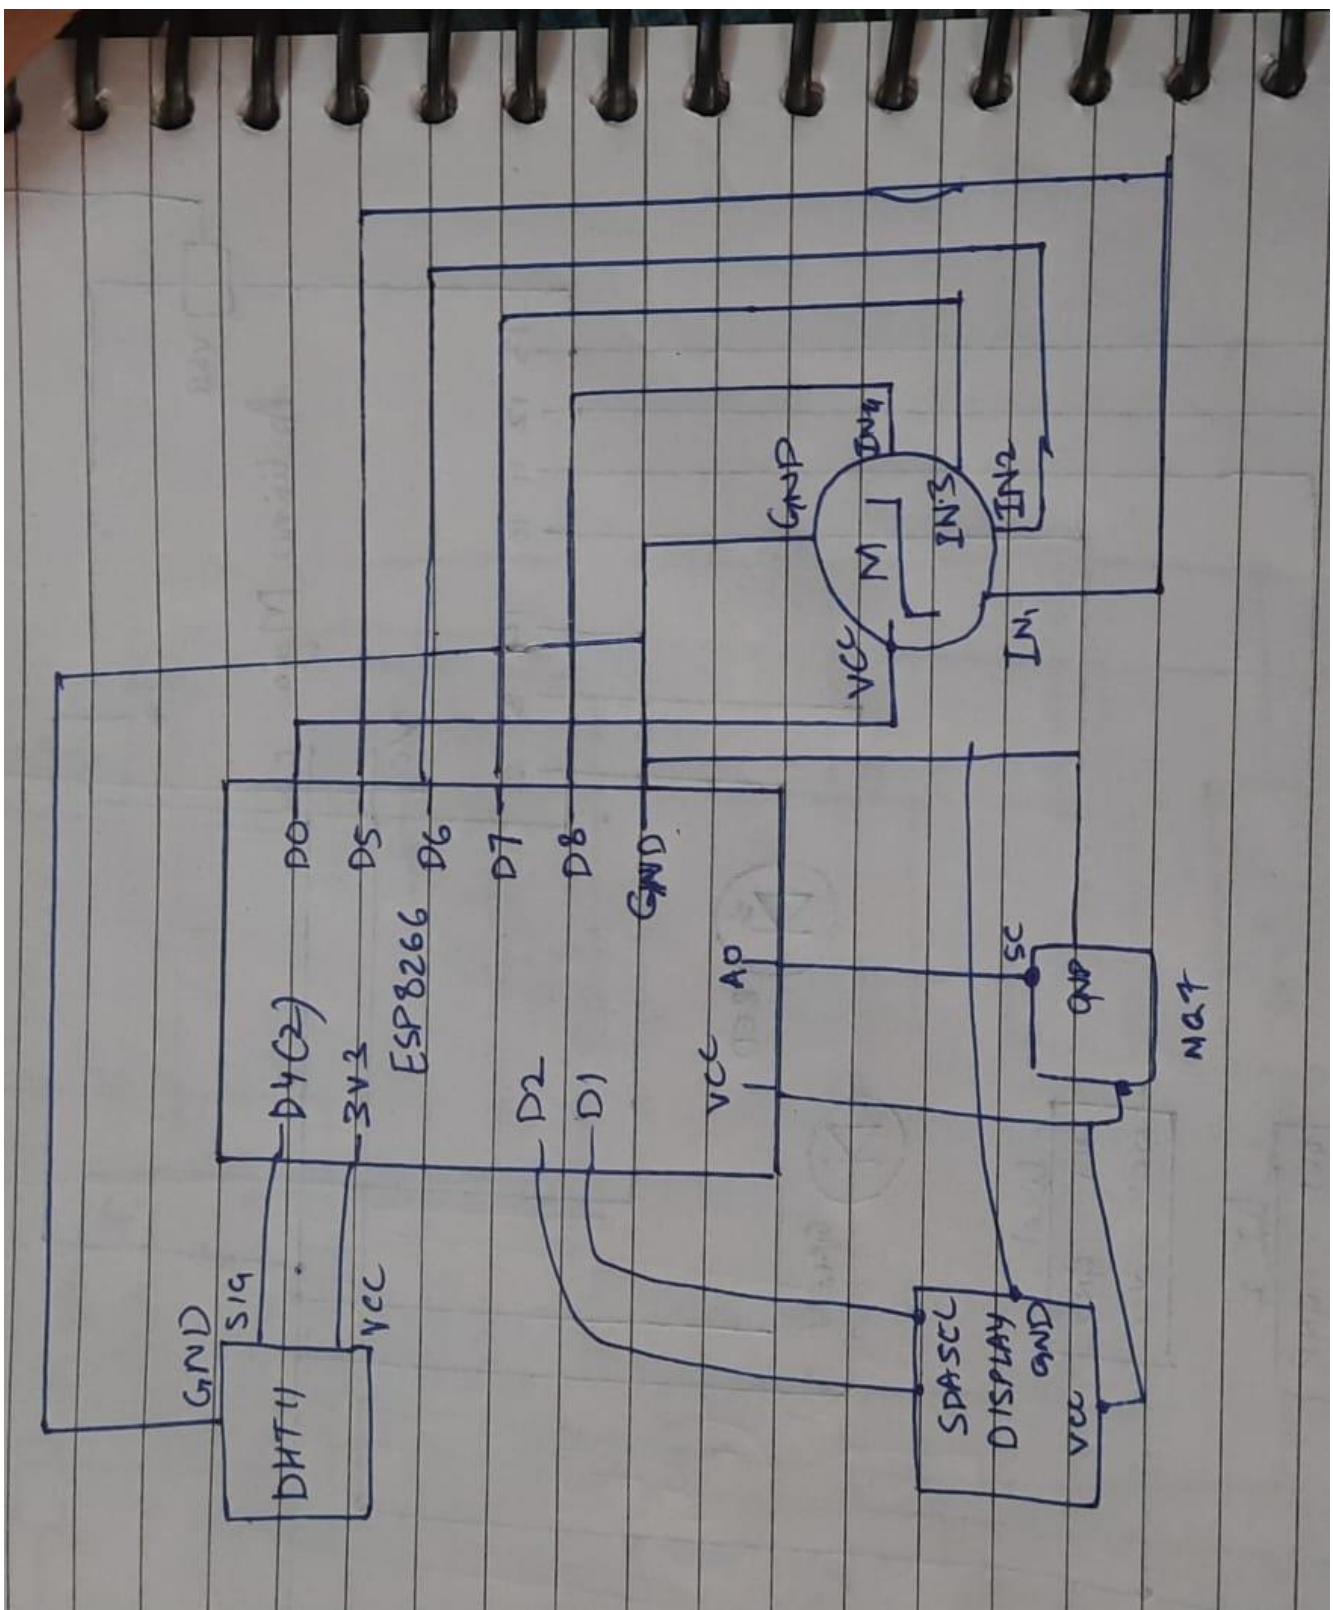 GND
SIG
VCC
DHT11
D4(2)
3V3
ESP8266
D2
D1
VCC
A0
D0
D5
D6
D7
D8
GND
VCC
M
GND
IN4
IN3
IN2
IN1
SC
GND
MQ7
SDA SCL
DISPLAY
GND
VCC